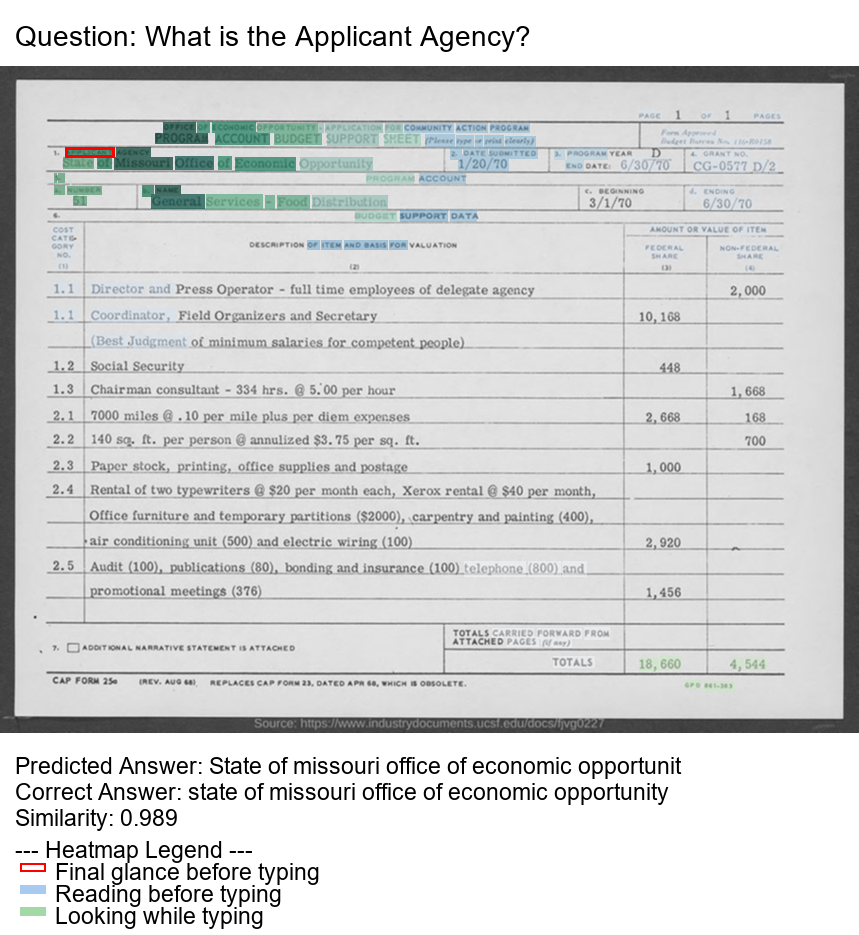 Question: What is the Applicant Agency?
PAGE 1 OF 1 PAGES
OFFICE OF ECONOMIC OPPORTUNITY - APPLICATION FOR COMMUNITY ACTION PROGRAM
Form Approved
PROGRAM ACCOUNT BUDGET SUPPORT SHEET (Please type or print clearly)
Budget Bureau No. 116-R0158
1. APPLICANT AGENCY 2. DATE SUBMITTED 3. PROGRAM YEAR D 4. GRANT NO.
State of Missouri Office of Economic Opportunity 1/20/70 END DATE: 6/30/70 CG-0577 D/2
PROGRAM ACCOUNT
NUMBER b. NAME c. BEGINNING d. ENDING
51 General Services - Food Distribution 3/1/70 6/30/70
6. BUDGET SUPPORT DATA
COST CATE- GORY NO. (1) DESCRIPTION OF ITEM AND BASIS FOR VALUATION (2) AMOUNT OR VALUE OF ITEM
FEDERAL SHARE (3) NON-FEDERAL SHARE (4)
1.1 Director and Press Operator - full time employees of delegate agency 2,000
1.1 Coordinator, Field Organizers and Secretary 10,168
(Best Judgment of minimum salaries for competent people)
1.2 Social Security 448
1.3 Chairman consultant - 334 hrs. @ 5.00 per hour 1,668
2.1 7000 miles @ .10 per mile plus per diem expenses 2,668 168
2.2 140 sq. ft. per person @ annulized $3.75 per sq. ft. 700
2.3 Paper stock, printing, office supplies and postage 1,000
2.4 Rental of two typewriters @ $20 per month each, Xerox rental @ $40 per month,
Office furniture and temporary partitions ($2000), carpentry and painting (400),
air conditioning unit (500) and electric wiring (100) 2,920
2.5 Audit (100), publications (80), bonding and insurance (100) telephone (800) and
promotional meetings (376) 1,456
7. ADDITIONAL NARRATIVE STATEMENT IS ATTACHED
TOTALS CARRIED FORWARD FROM
ATTACHED PAGES (if any)
TOTALS 18,660 4,544
CAP FORM 25a (REV. AUG 68) REPLACES CAP FORM 23, DATED APR 68, WHICH IS OBSOLETE.
Source: https://www.industrydocuments.ucsf.edu/docs/fjvg0227
Predicted Answer: State of missouri office of economic opportunit
Correct Answer: state of missouri office of economic opportunity
Similarity: 0.989
--- Heatmap Legend ---
Final glance before typing
Reading before typing
Looking while typing